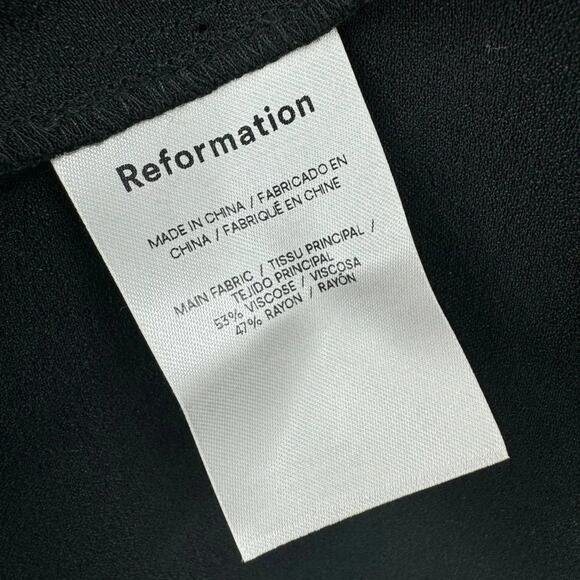 Reformation
MADE IN CHINA / FABRICADO EN
CHINA / FABRIQUÉ EN CHINE
MAIN FABRIC / TISSU PRINCIPAL /
TEJIDO PRINCIPAL
53% VISCOSE / VISCOSA
47% RAYON / RAYÓN